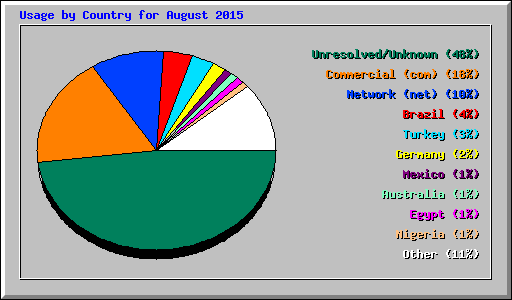 Usage by Country for August 2015
Unresolved/Unknown (48%)
Commercial (com) (18%)
Network (net) (10%)
Brazil (4%)
Turkey (3%)
Germany (2%)
Mexico (1%)
Australia (1%)
Egypt (1%)
Nigeria (1%)
Other (11%)